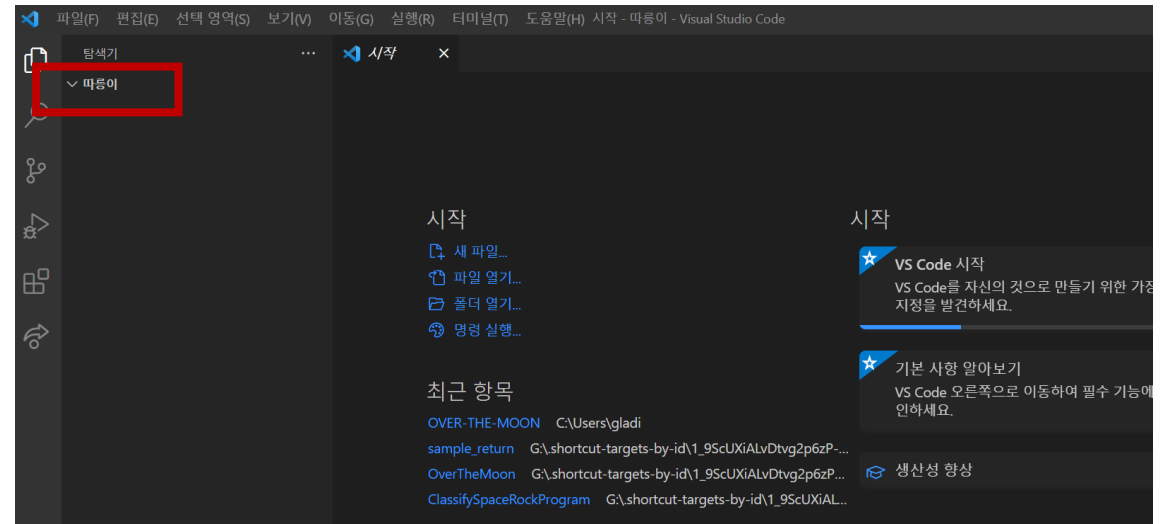 파일(F) 편집(E) 선택 영역(S) 보기(V) 이동(G) 실행(R) 터미널(T) 도움말(H) 시작 - 따릉이 - Visual Studio Code
탐색기 ···
시작 ×
따릉이
시작
새 파일...
파일 열기...
폴더 열기...
명령 실행...
최근 항목
OVER-THE-MOON C:\Users\gladi
sample_return G:\.shortcut-targets-by-id\1_9ScUXiALvDtvg2p6zP-...
OverTheMoon G:\.shortcut-targets-by-id\1_9ScUXiALvDtvg2p6zP...
ClassifySpaceRockProgram G:\.shortcut-targets-by-id\1_9ScUXiAL...
시작
VS Code 시작
VS Code를 자신의 것으로 만들기 위한 가장
지정을 발견하세요.
기본 사항 알아보기
VS Code 오른쪽으로 이동하여 필수 기능에
인하세요.
생산성 향상